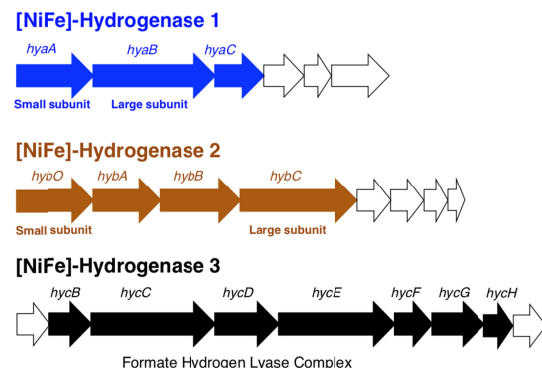 [NiFe]-Hydrogenase 1
hyaA hyaB hyaC
Small subunit Large subunit
[NiFe]-Hydrogenase 2
hybO hybA hybB hybC
Small subunit Large subunit
[NiFe]-Hydrogenase 3
hycB hycC hycD hycE hycF hycG hycH
Formate Hydrogen Lyase Complex